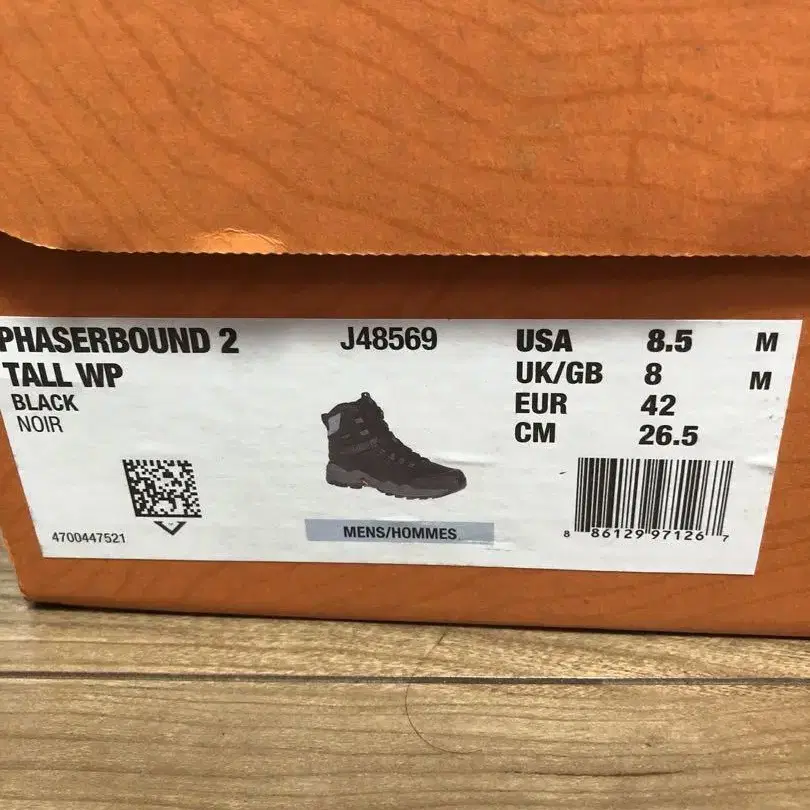 PHASERBOUND 2
TALL WP
BLACK
NOIR
4700447521
J48569
MENS/HOMMES
USA 8.5 M
UK/GB 8 M
EUR 42
CM 26.5
8 86129 97126 7